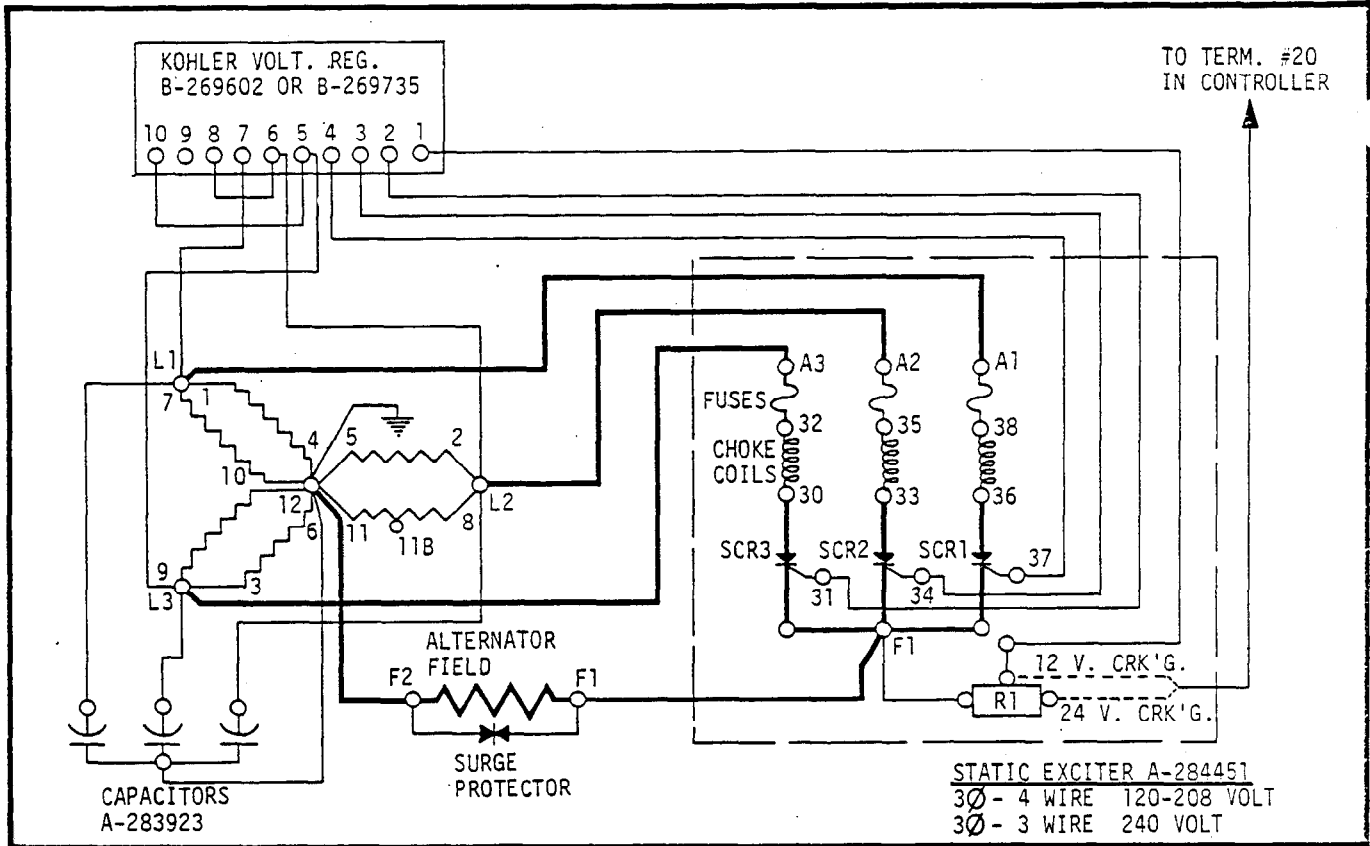 KOHLER VOLT. REG.
B-269602 OR B-269735
10 9 8 7 6 5 4 3 2 1
TO TERM. #20
IN CONTROLLER
L1
7
1
4
5
2
10
12
6
11
11B
8
L2
9
3
L3
A3
A2
A1
FUSES
32
35
38
CHOKE
COILS
30
33
36
SCR3
SCR2
SCR1
37
31
34
F1
12 V. CRK'G.
R1
24 V. CRK'G.
ALTERNATOR
FIELD
F2
F1
SURGE
PROTECTOR
CAPACITORS
A-283923
STATIC EXCITER A-284451
3Ø - 4 WIRE 120-208 VOLT
3Ø - 3 WIRE 240 VOLT